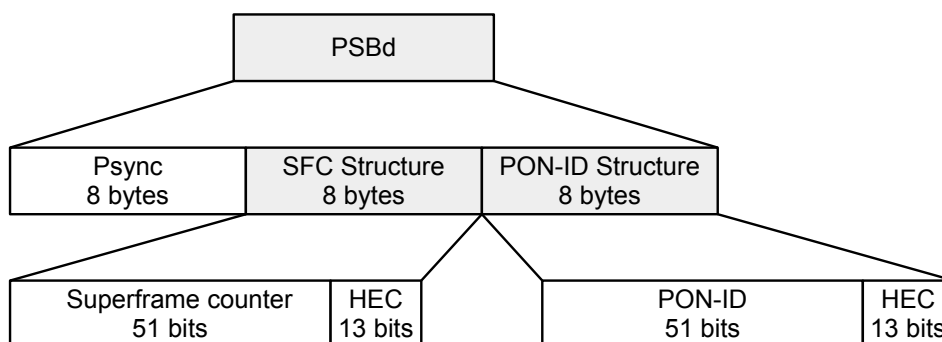 PSBd
Psync
8 bytes
SFC Structure
8 bytes
PON-ID Structure
8 bytes
Superframe counter
51 bits
HEC
13 bits
PON-ID
51 bits
HEC
13 bits